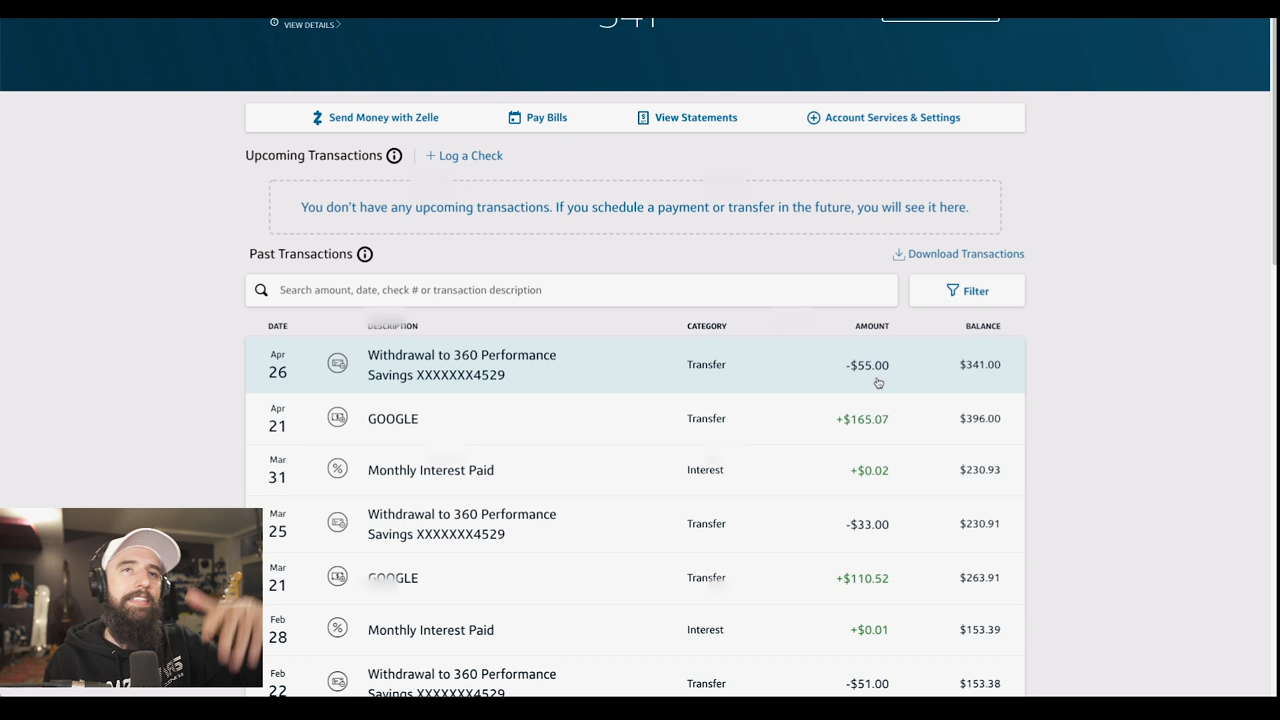 VIEW DETAILS
341
Send Money with Zelle Pay Bills View Statements Account Services & Settings
Upcoming Transactions + Log a Check
You don't have any upcoming transactions. If you schedule a payment or transfer in the future, you will see it here.
Past Transactions Download Transactions
Search amount, date, check # or transaction description Filter
DATE DESCRIPTION CATEGORY AMOUNT BALANCE
Apr 26 Withdrawal to 360 Performance Savings XXXXXXX4529 Transfer -$55.00 $341.00
Apr 21 GOOGLE Transfer +$165.07 $396.00
Mar 31 Monthly Interest Paid Interest +$0.02 $230.93
Mar 25 Withdrawal to 360 Performance Savings XXXXXXX4529 Transfer -$33.00 $230.91
Mar 21 GOOGLE Transfer +$110.52 $263.91
Feb 28 Monthly Interest Paid Interest +$0.01 $153.39
Feb 22 Withdrawal to 360 Performance Savings XXXXXXX4529 Transfer -$51.00 $153.38